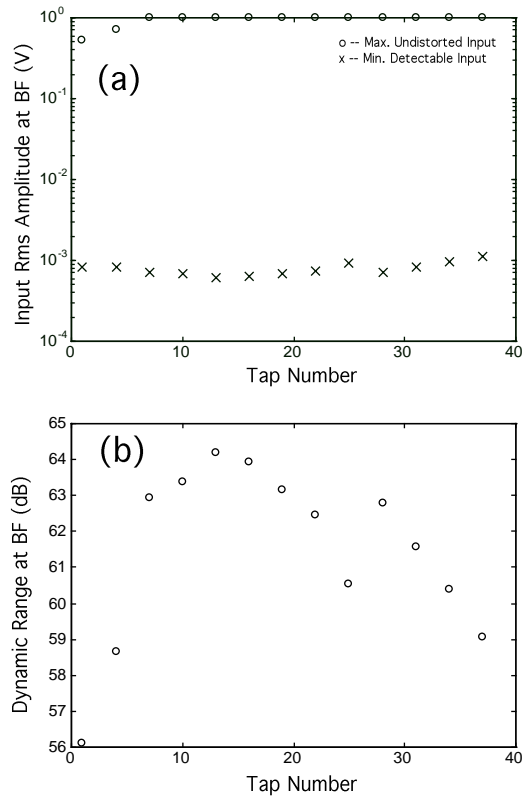 10^0
o -- Max. Undistorted Input
x -- Min. Detectable Input
(a)
10^-1
10^-2
10^-3
10^-4
Input Rms Amplitude at BF (V)
0 10 20 30 40
Tap Number
65
(b)
64
63
62
61
60
59
58
57
56
Dynamic Range at BF (dB)
0 10 20 30 40
Tap Number